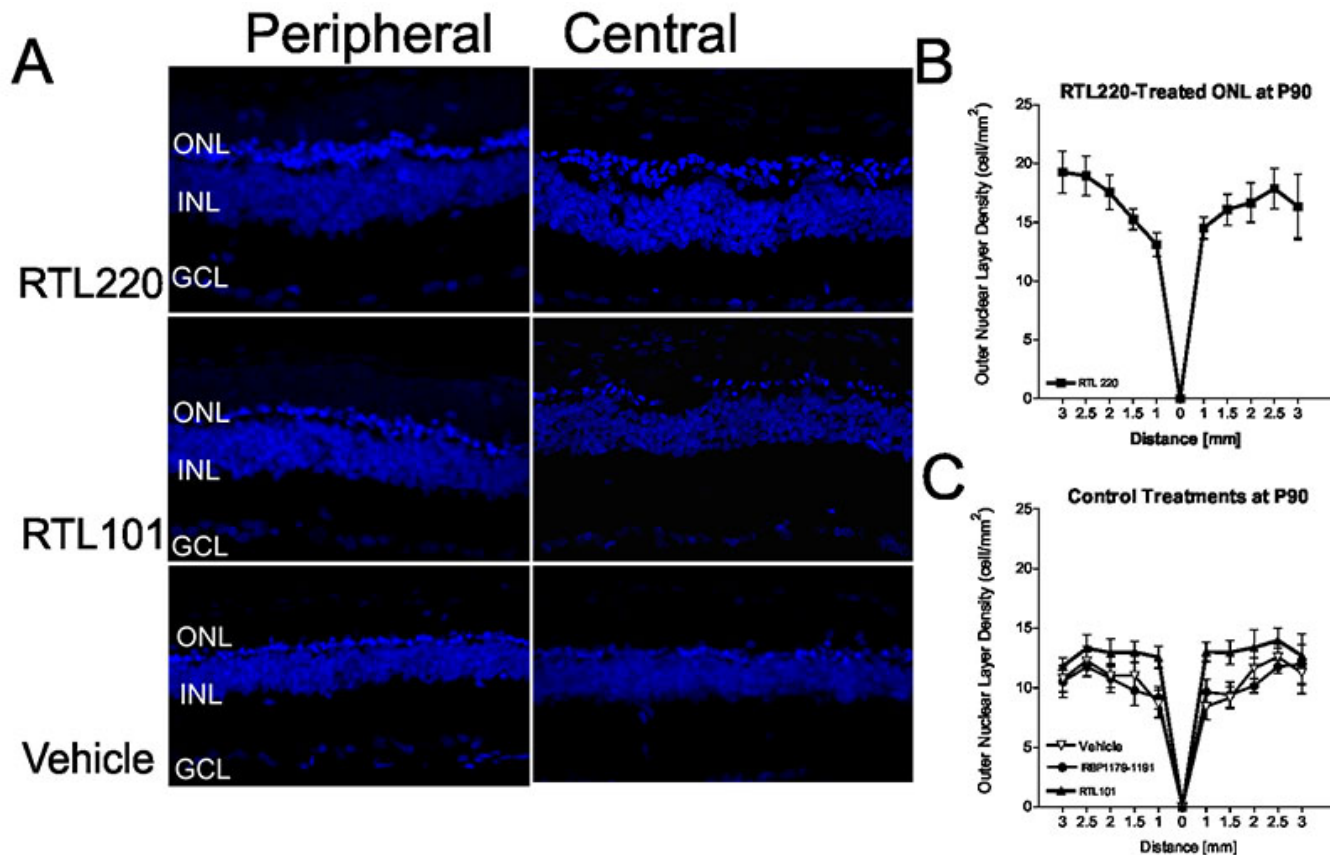 A
Peripheral Central
ONL
INL
GCL
RTL220
ONL
INL
GCL
RTL101
ONL
INL
GCL
Vehicle
B
RTL220-Treated ONL at P90
Outer Nuclear Layer Density (cell/mm²)
25
20
15
10
5
0
RTL 220
3 2.5 2 1.5 1 0 1 1.5 2 2.5 3
Distance [mm]
C
Control Treatments at P90
Outer Nuclear Layer Density (cell/mm²)
25
20
15
10
5
0
Vehicle
IRBP1179-1191
RTL101
3 2.5 2 1.5 1 0 1 1.5 2 2.5 3
Distance [mm]